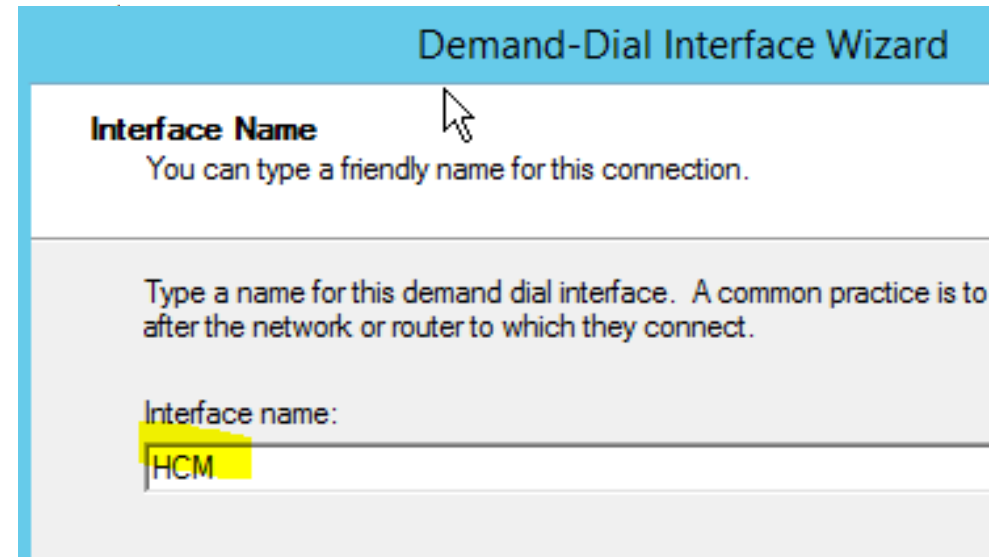 Demand-Dial Interface Wizard
Interface Name
You can type a friendly name for this connection.
Type a name for this demand dial interface.  A common practice is to
after the network or router to which they connect.
Interface name:
HCM